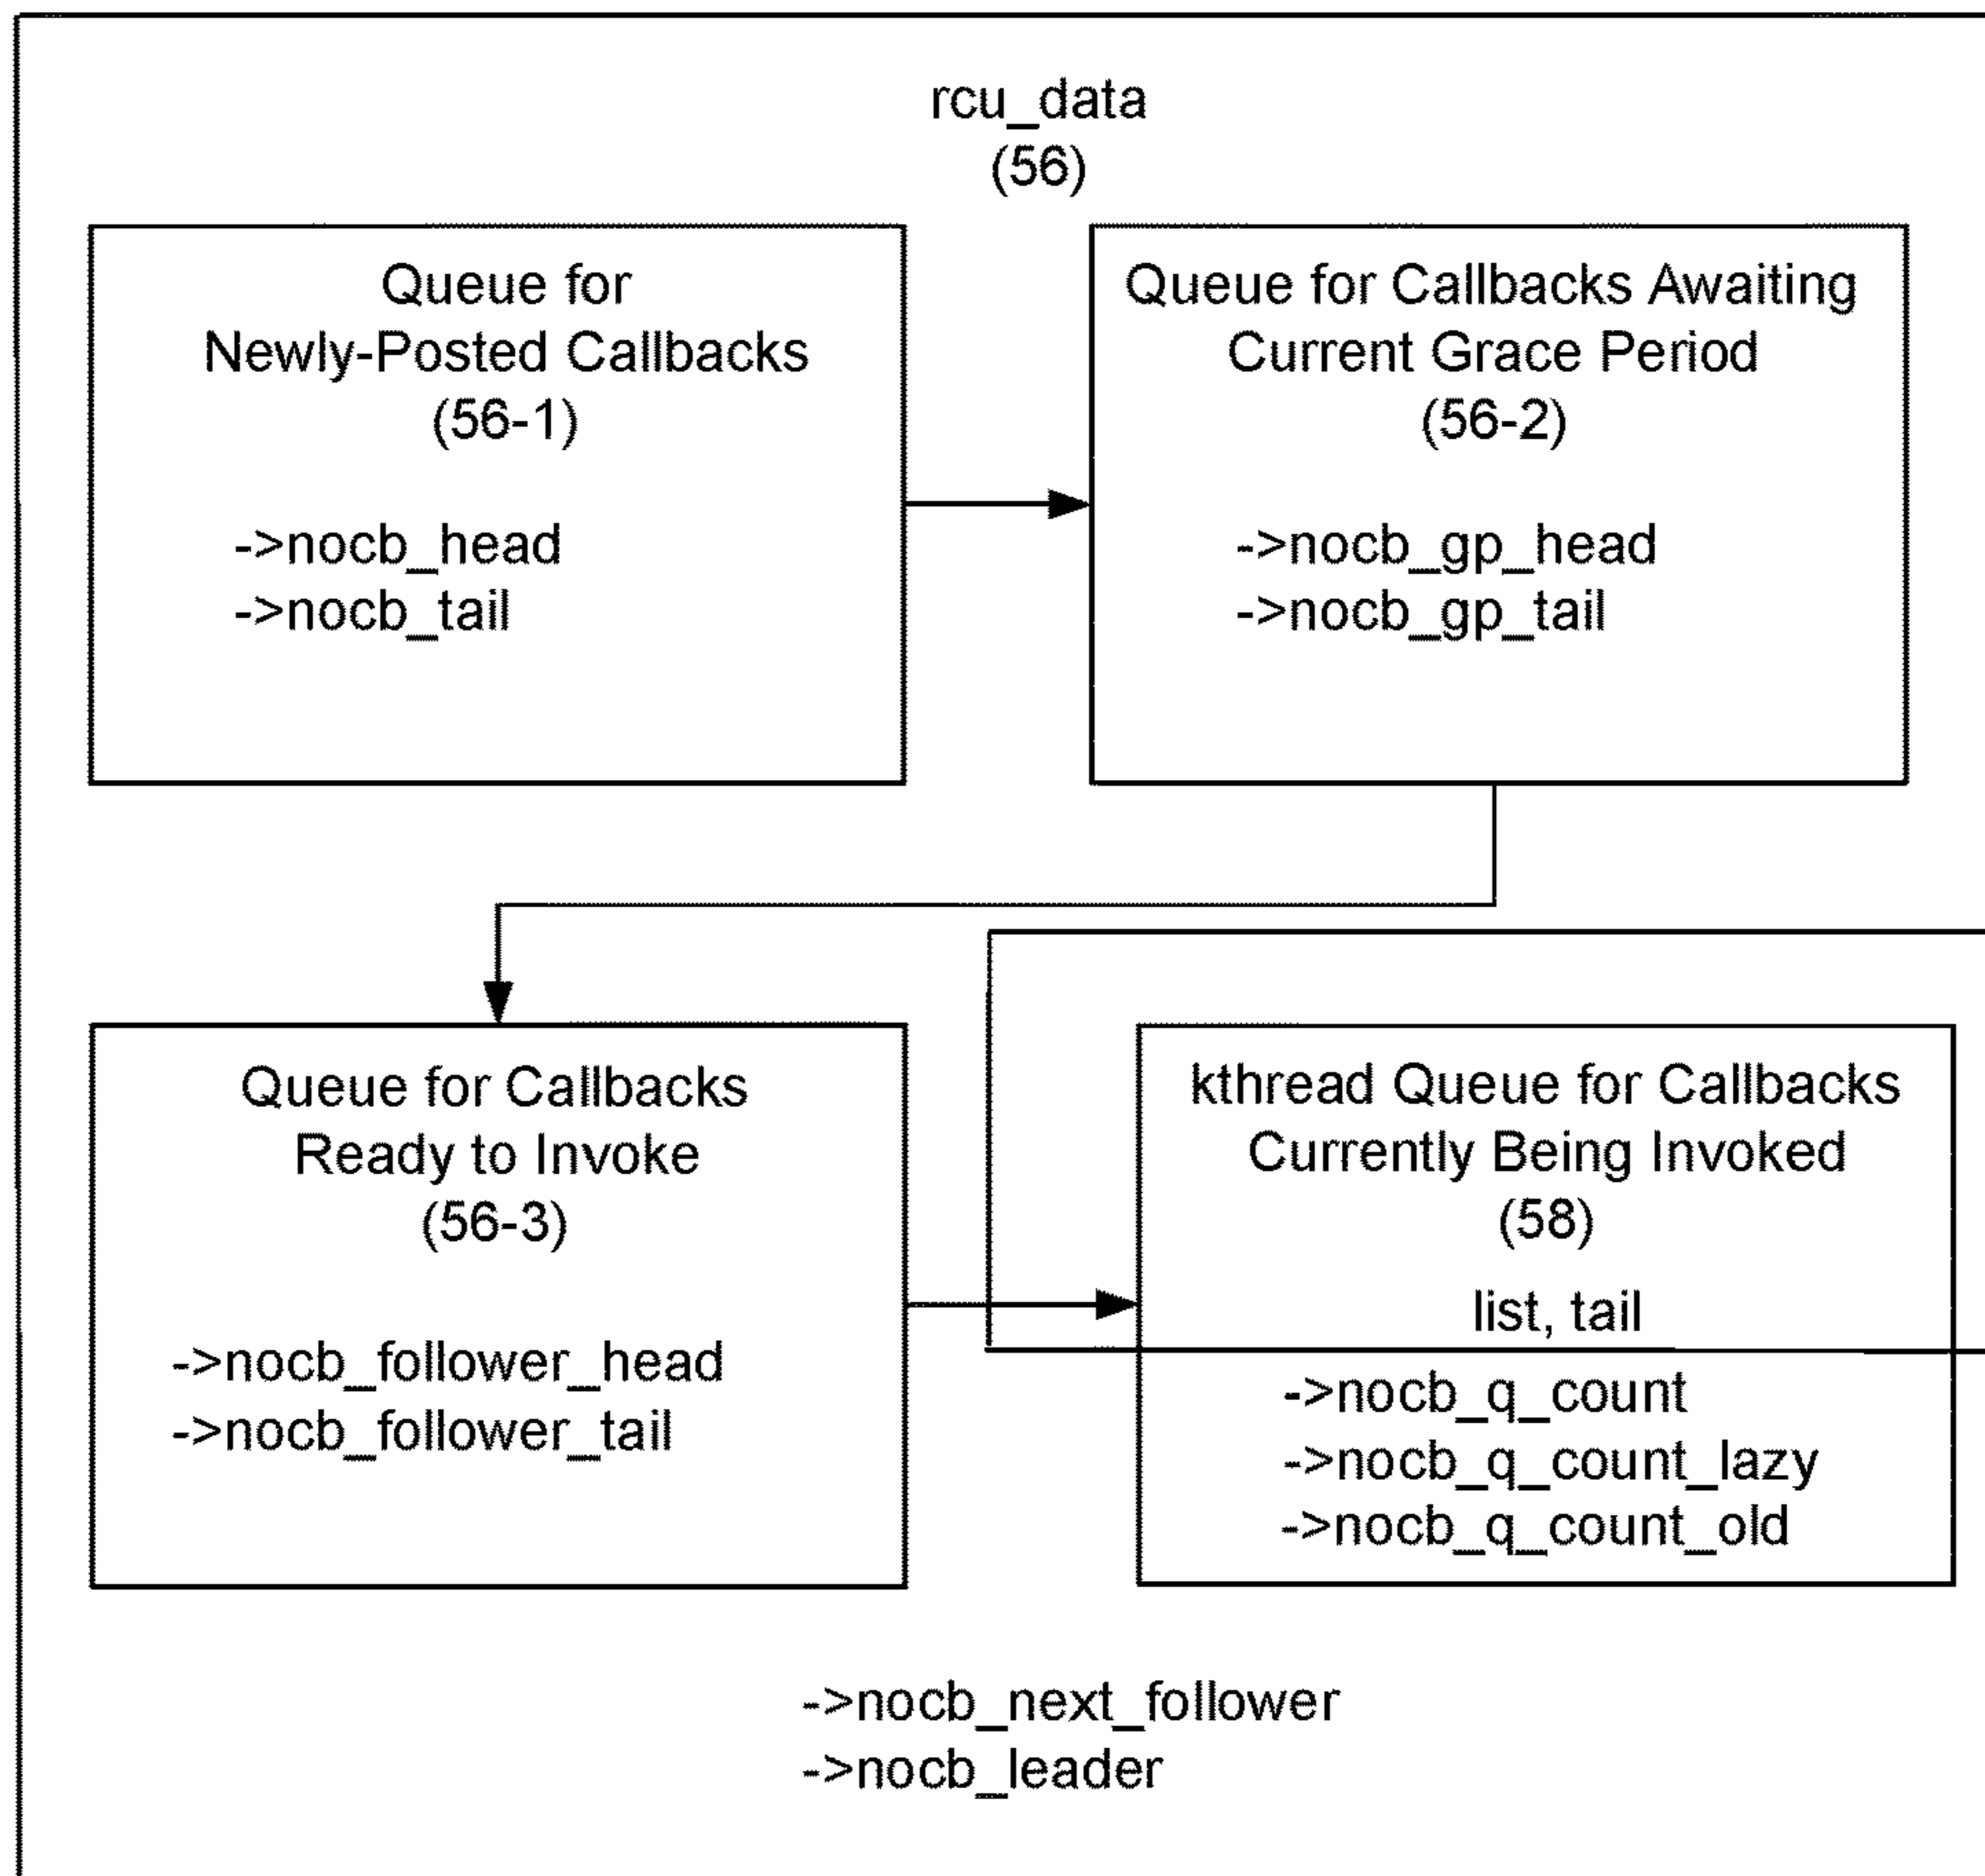 rcu_data
(56)
Queue for
Newly-Posted Callbacks
(56-1)
->nocb_head
->nocb_tail
Queue for Callbacks Awaiting
Current Grace Period
(56-2)
->nocb_gp_head
->nocb_gp_tail
Queue for Callbacks
Ready to Invoke
(56-3)
->nocb_follower_head
->nocb_follower_tail
kthread Queue for Callbacks
Currently Being Invoked
(58)
list, tail
->nocb_q_count
->nocb_q_count_lazy
->nocb_q_count_old
->nocb_next_follower
->nocb_leader